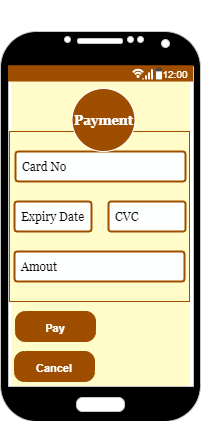 12:00
Payment
Card No
Expiry Date
CVC
Amout
Pay
Cancel